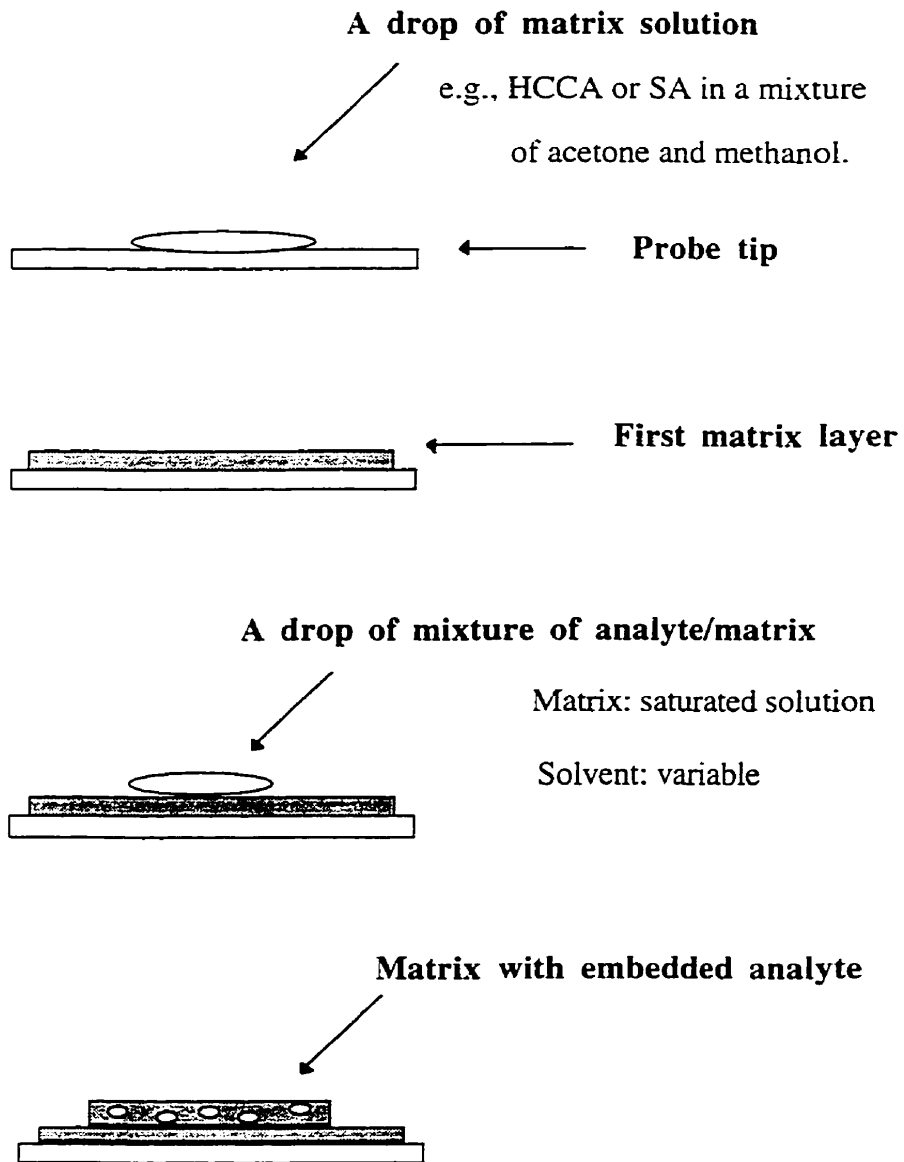 A drop of matrix solution
e.g., HCCA or SA in a mixture
of acetone and methanol.
Probe tip
First matrix layer
A drop of mixture of analyte/matrix
Matrix: saturated solution
Solvent: variable
Matrix with embedded analyte